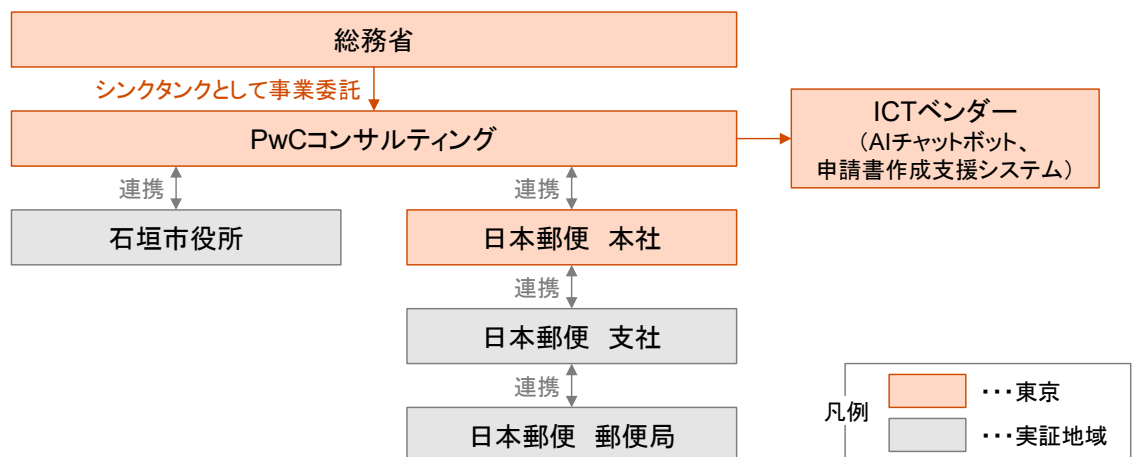 総務省
シンクタンクとして事業委託
PwCコンサルティング
ICTベンダー
（AIチャットボット、
申請書作成支援システム）
連携
連携
石垣市役所
日本郵便 本社
連携
日本郵便 支社
連携
日本郵便 郵便局
凡例
･･･東京
･･･実証地域